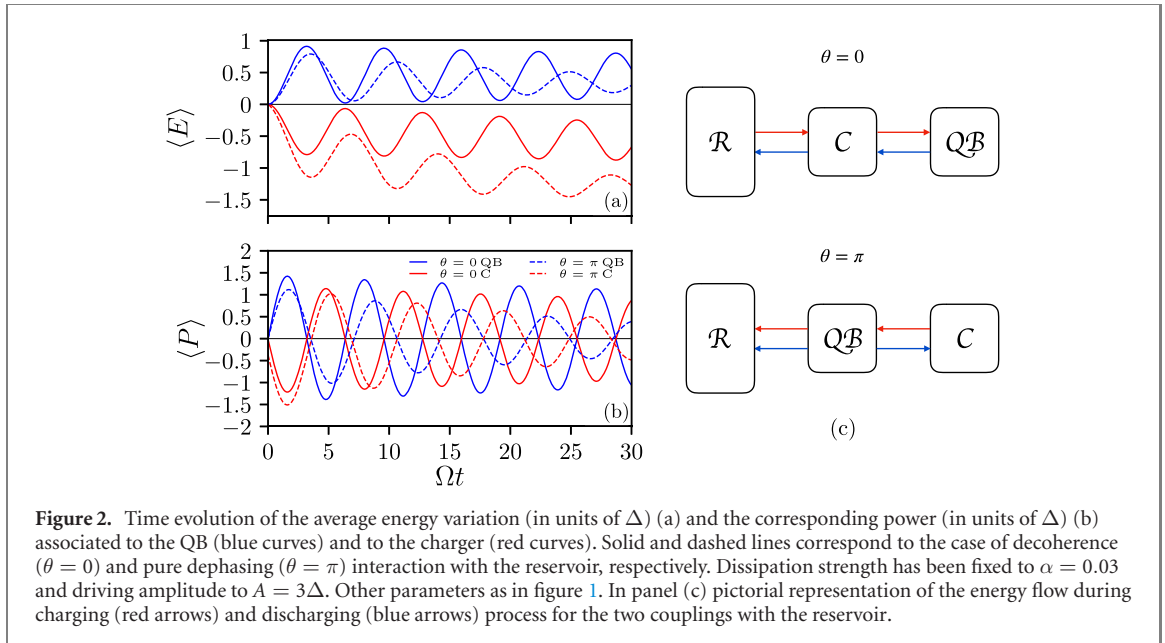 1
0.5
0
−0.5
−1
−1.5
⟨E⟩
(a)
2
1.5
1
0.5
0
−0.5
−1
−1.5
−2
⟨P⟩
θ = 0 QB
θ = 0 C
θ = π QB
θ = π C
(b)
0 5 10 15 20 25 30
Ωt
θ = 0
R C QB
θ = π
R QB C
(c)
Figure 2. Time evolution of the average energy variation (in units of Δ) (a) and the corresponding power (in units of Δ) (b)
associated to the QB (blue curves) and to the charger (red curves). Solid and dashed lines correspond to the case of decoherence
(θ = 0) and pure dephasing (θ = π) interaction with the reservoir, respectively. Dissipation strength has been fixed to α = 0.03
and driving amplitude to A = 3Δ. Other parameters as in figure 1. In panel (c) pictorial representation of the energy flow during
charging (red arrows) and discharging (blue arrows) process for the two couplings with the reservoir.